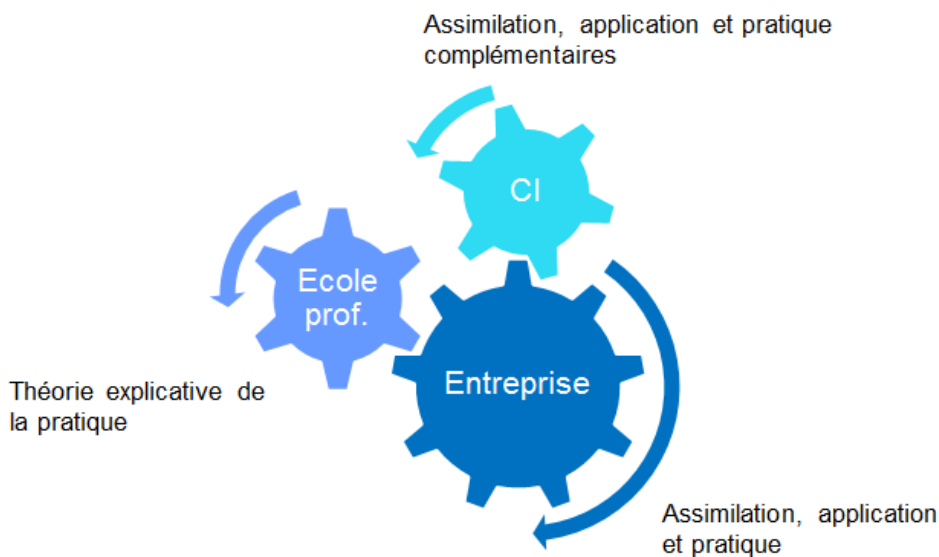 Assimilation, application et pratique
complémentaires
CI
Ecole
prof.
Entreprise
Théorie explicative de
la pratique
Assimilation, application
et pratique